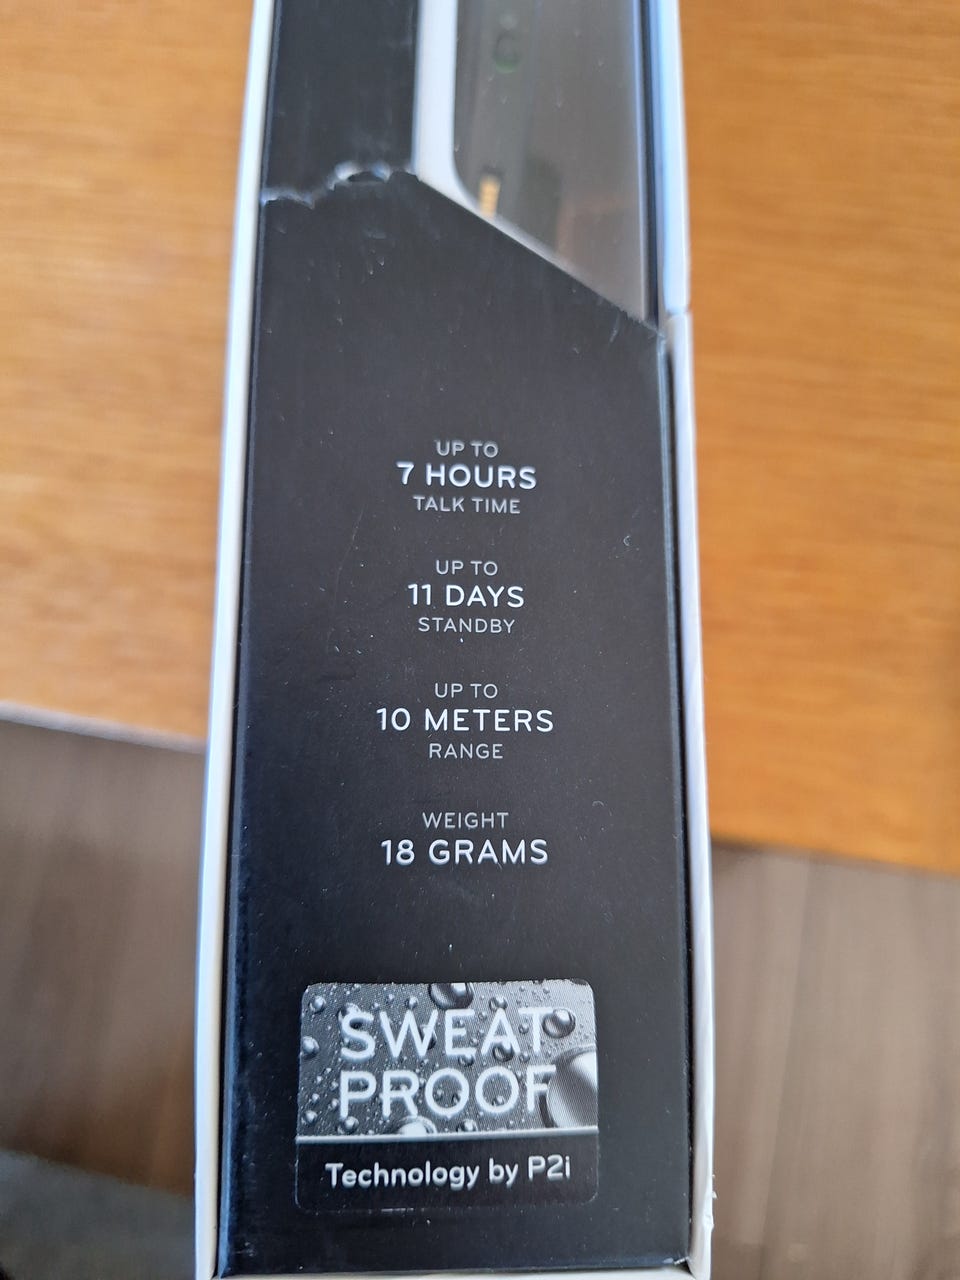 UP TO
7 HOURS
TALK TIME
UP TO
11 DAYS
STANDBY
UP TO
10 METERS
RANGE
WEIGHT
18 GRAMS
SWEAT
PROOF
Technology by P2i